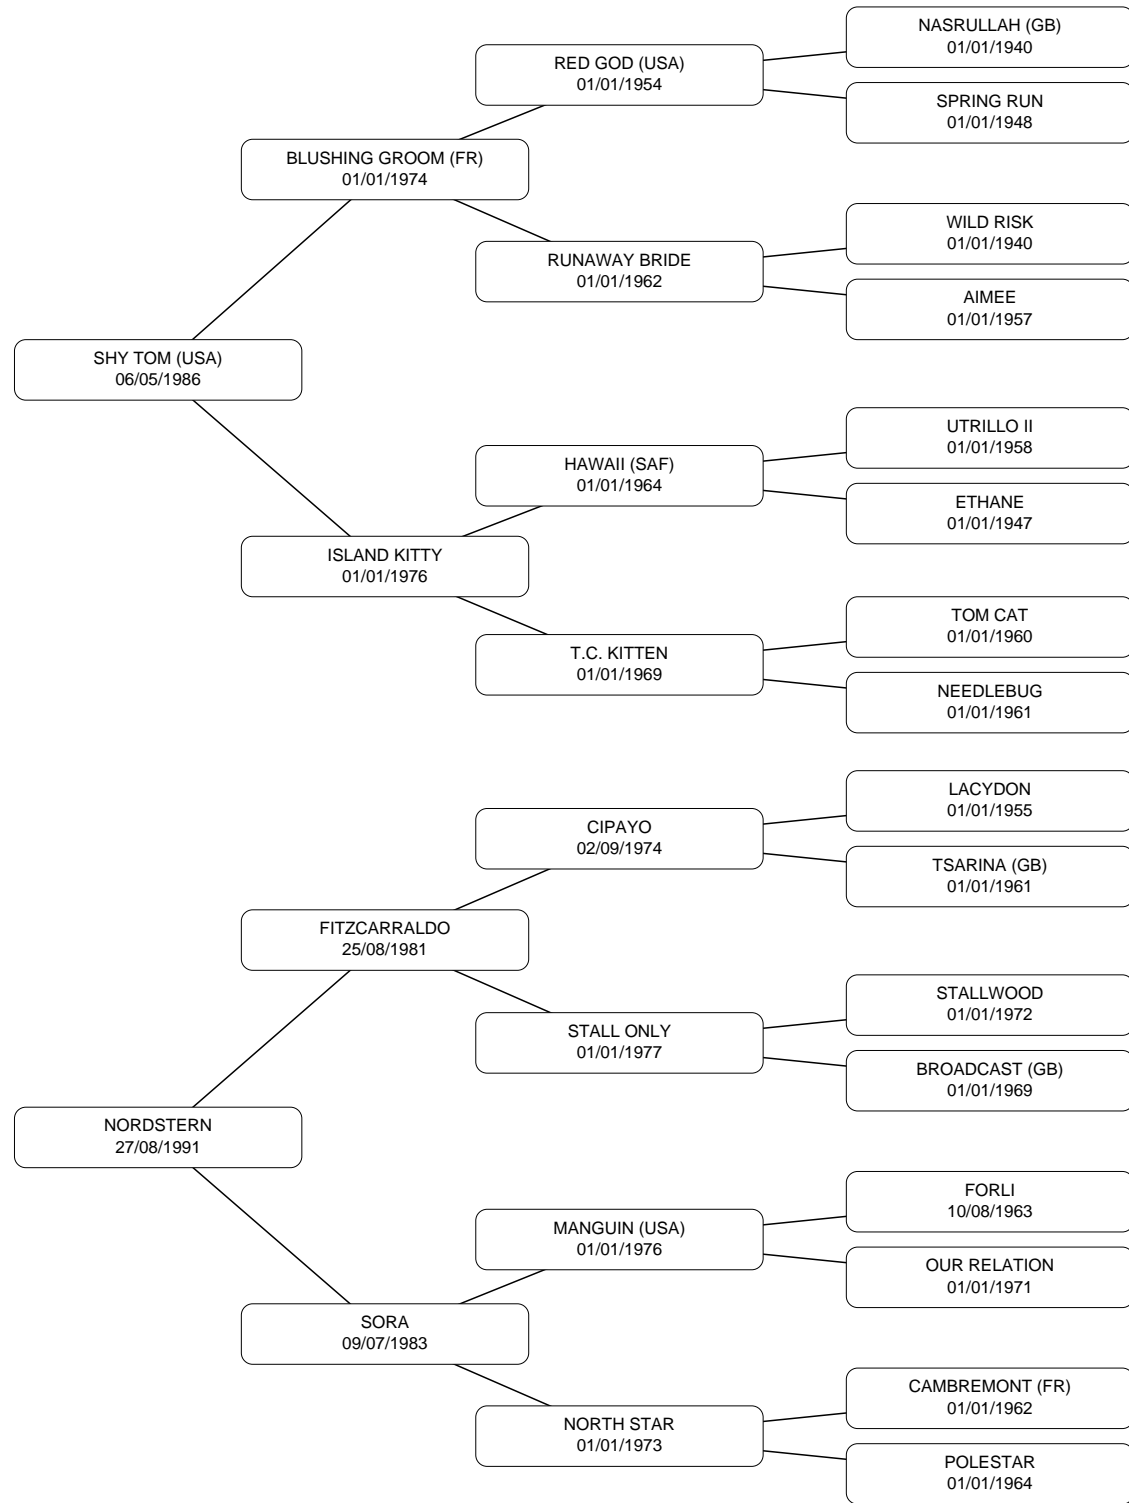 NASRULLAH (GB)
01/01/1940
RED GOD (USA)
01/01/1954
SPRING RUN
01/01/1948
BLUSHING GROOM (FR)
01/01/1974
WILD RISK
01/01/1940
RUNAWAY BRIDE
01/01/1962
AIMEE
01/01/1957
SHY TOM (USA)
06/05/1986
UTRILLO II
01/01/1958
HAWAII (SAF)
01/01/1964
ETHANE
01/01/1947
ISLAND KITTY
01/01/1976
TOM CAT
01/01/1960
T.C. KITTEN
01/01/1969
NEEDLEBUG
01/01/1961
LACYDON
01/01/1955
CIPAYO
02/09/1974
TSARINA (GB)
01/01/1961
FITZCARRALDO
25/08/1981
STALLWOOD
01/01/1972
STALL ONLY
01/01/1977
BROADCAST (GB)
01/01/1969
NORDSTERN
27/08/1991
FORLI
10/08/1963
MANGUIN (USA)
01/01/1976
OUR RELATION
01/01/1971
SORA
09/07/1983
CAMBREMONT (FR)
01/01/1962
NORTH STAR
01/01/1973
POLESTAR
01/01/1964